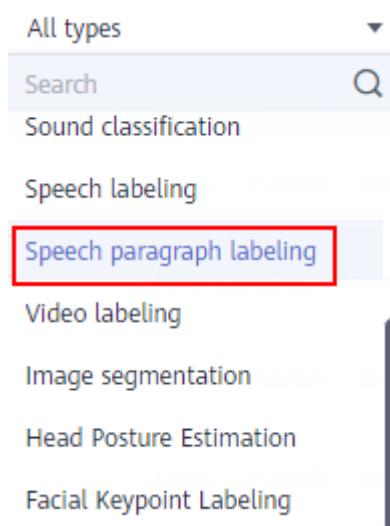 All types
Search
Sound classification
Speech labeling
Speech paragraph labeling
Video labeling
Image segmentation
Head Posture Estimation
Facial Keypoint Labeling